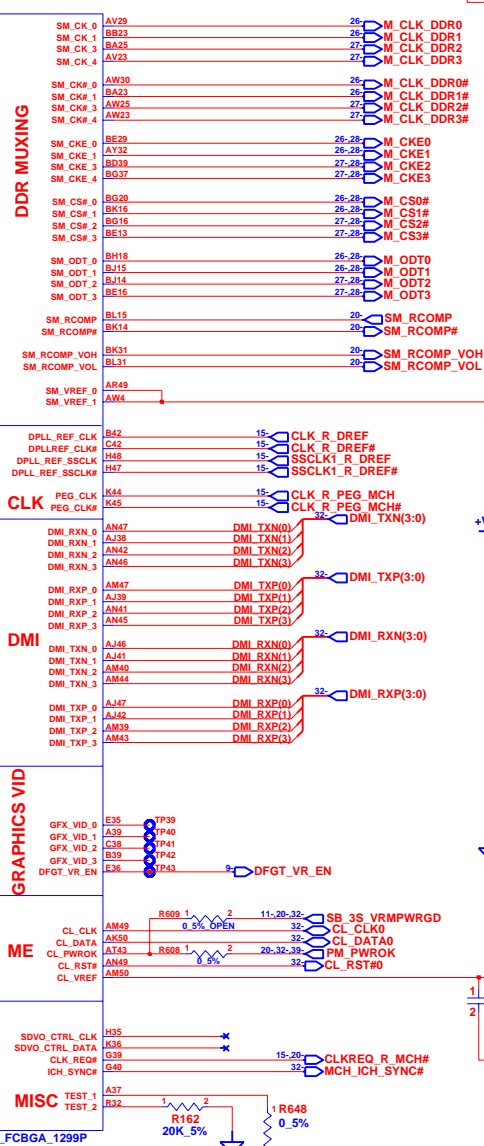 DDR MUXING
SM_CK_0 AV29 26- M_CLK_DDR0
SM_CK_1 BB23 26- M_CLK_DDR1
SM_CK_3 BA25 27- M_CLK_DDR2
SM_CK_4 AV23 27- M_CLK_DDR3
SM_CK#_0 AW30 26- M_CLK_DDR0#
SM_CK#_1 BA23 26- M_CLK_DDR1#
SM_CK#_3 AW25 27- M_CLK_DDR2#
SM_CK#_4 AW23 27- M_CLK_DDR3#
SM_CKE_0 BE29 26-,28- M_CKE0
SM_CKE_1 AY32 26-,28- M_CKE1
SM_CKE_3 BD39 27-,28- M_CKE2
SM_CKE_4 BG37 27-,28- M_CKE3
SM_CS#_0 BG20 26-,28- M_CS0#
SM_CS#_1 BK16 26-,28- M_CS1#
SM_CS#_2 BG16 27-,28- M_CS2#
SM_CS#_3 BE13 27-,28- M_CS3#
SM_ODT_0 BH18 26-,28- M_ODT0
SM_ODT_1 BJ15 26-,28- M_ODT1
SM_ODT_2 BJ14 27-,28- M_ODT2
SM_ODT_3 BE16 27-,28- M_ODT3
SM_RCOMP BL15 20- SM_RCOMP
SM_RCOMP# BK14 20- SM_RCOMP#
SM_RCOMP_VOH BK31 20- SM_RCOMP_VOH
SM_RCOMP_VOL BL31 20- SM_RCOMP_VOL
SM_VREF_0 AR49
SM_VREF_1 AW4
CLK
DPLL_REF_CLK B42 15- CLK_R_DREF
DPLLREF_CLK# C42 15- CLK_R_DREF#
DPLL_REF_SSCLK H48 15- SSCLK1_R_DREF
DPLL_REF_SSCLK# H47 15- SSCLK1_R_DREF#
PEG_CLK K44 15- CLK_R_PEG_MCH
PEG_CLK# K45 15- CLK_R_PEG_MCH#
DMI
DMI_RXN_0 AN47 DMI_TXN(0) 32- DMI_TXN(3:0)
DMI_RXN_1 AJ38 DMI_TXN(1)
DMI_RXN_2 AN42 DMI_TXN(2)
DMI_RXN_3 AN46 DMI_TXN(3)
DMI_RXP_0 AM47 DMI_TXP(0) 32- DMI_TXP(3:0)
DMI_RXP_1 AJ39 DMI_TXP(1)
DMI_RXP_2 AN41 DMI_TXP(2)
DMI_RXP_3 AN45 DMI_TXP(3)
DMI_TXN_0 AJ46 DMI_RXN(0) 32- DMI_RXN(3:0)
DMI_TXN_1 AJ41 DMI_RXN(1)
DMI_TXN_2 AM40 DMI_RXN(2)
DMI_TXN_3 AM44 DMI_RXN(3)
DMI_TXP_0 AJ47 DMI_RXP(0) 32- DMI_RXP(3:0)
DMI_TXP_1 AJ42 DMI_RXP(1)
DMI_TXP_2 AM39 DMI_RXP(2)
DMI_TXP_3 AM43 DMI_RXP(3)
GRAPHICS VID
GFX_VID_0 E35 TP39
GFX_VID_1 A39 TP40
GFX_VID_2 C38 TP41
GFX_VID_3 B39 TP42
DFGT_VR_EN E36 TP43 9- DFGT_VR_EN
ME
R609 1 2 11-,20-,32- SB_3S_VRMPWRGD
0_5%_OPEN
CL_CLK AM49 32- CL_CLK0
CL_DATA AK50 32- CL_DATA0
CL_PWROK AT43 R608 1 2 20-,32-,39- PM_PWROK
0_5%
CL_RST# AN49 32- CL_RST#0
CL_VREF AM50
1
2
MISC
SDVO_CTRL_CLK H35
SDVO_CTRL_DATA K36
CLK_REQ# G39 15-,20- CLKREQ_R_MCH#
ICH_SYNC# G40 32- MCH_ICH_SYNC#
TEST_1 A37
TEST_2 R32 1 2
R162
20K_5%
1 R648
0_5%
_FCBGA_1299P